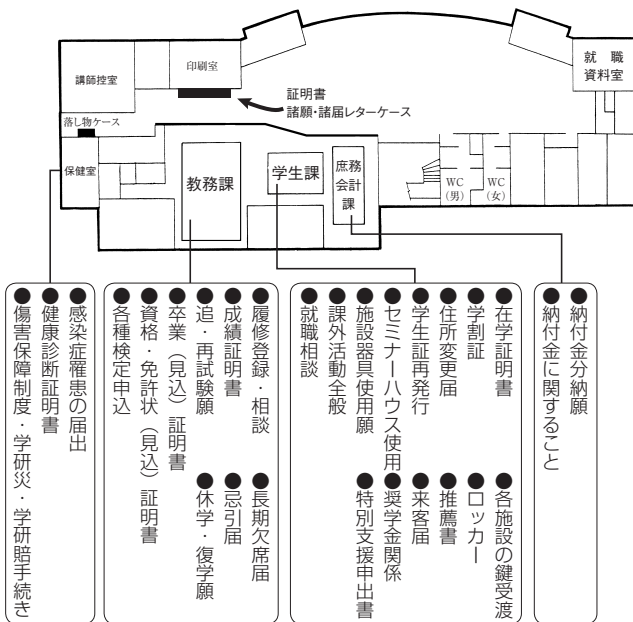 印刷室
就職
資料室
講師控室
証明書
諸願・諸届レターケース
落し物ケース
保健室
教務課
学生課
庶務
会計
課
WC
(男)
WC
(女)
●納付金分納願
●納付金に関すること
●在学証明書
●学割証
●住所変更届
●学生証再発行
●セミナーハウス使用
●施設器具使用願
●課外活動全般
●就職相談
●各施設の鍵受渡
●ロッカー
●推薦書
●来客届
●奨学金関係
●特別支援申出書
●履修登録・相談
●成績証明書
●追・再試験願
●卒業(見込)証明書
●資格・免許状(見込)証明書
●各種検定申込
●長期欠席届
●忌引届
●休学・復学願
●感染症罹患の届出
●健康診断証明書
●傷害保障制度・学研災・学研賠手続き